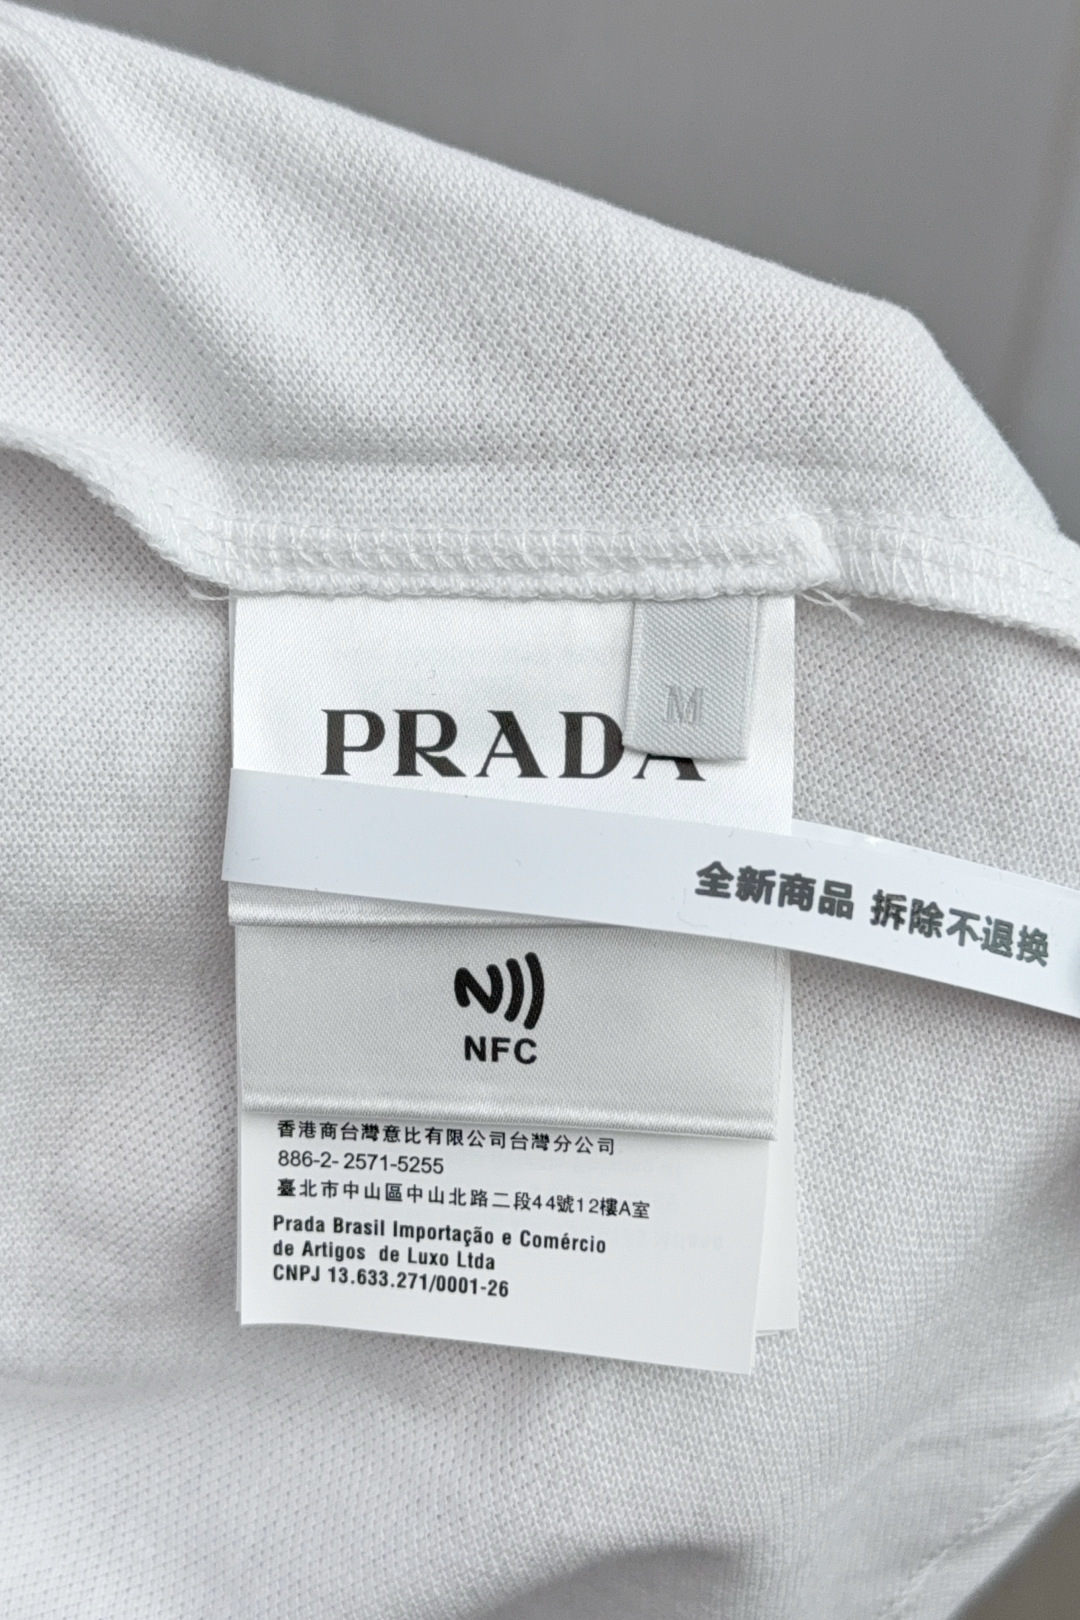 M
PRADA
全新商品 拆除不退换
N
NFC
香港商台灣意比有限公司台灣分公司
886-2- 2571-5255
臺北市中山區中山北路二段44號12樓A室
Prada Brasil Importação e Comércio
de Artigos de Luxo Ltda
CNPJ 13.633.271/0001-26